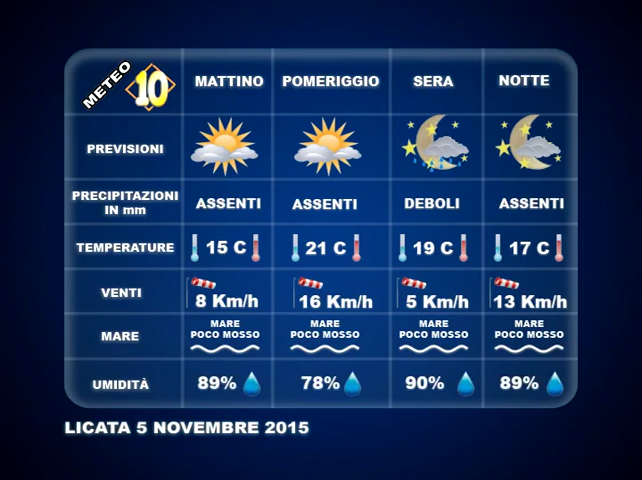 METEO 10 MATTINO POMERIGGIO SERA NOTTE
PREVISIONI
PRECIPITAZIONI
IN mm ASSENTI ASSENTI DEBOLI ASSENTI
TEMPERATURE 15 C 21 C 19 C 17 C
VENTI 8 Km/h 16 Km/h 5 Km/h 13 Km/h
MARE MARE MARE MARE
MARE POCO MOSSO POCO MOSSO POCO MOSSO POCO MOSSO
UMIDITÀ 89% 78% 90% 89%
LICATA 5 NOVEMBRE 2015